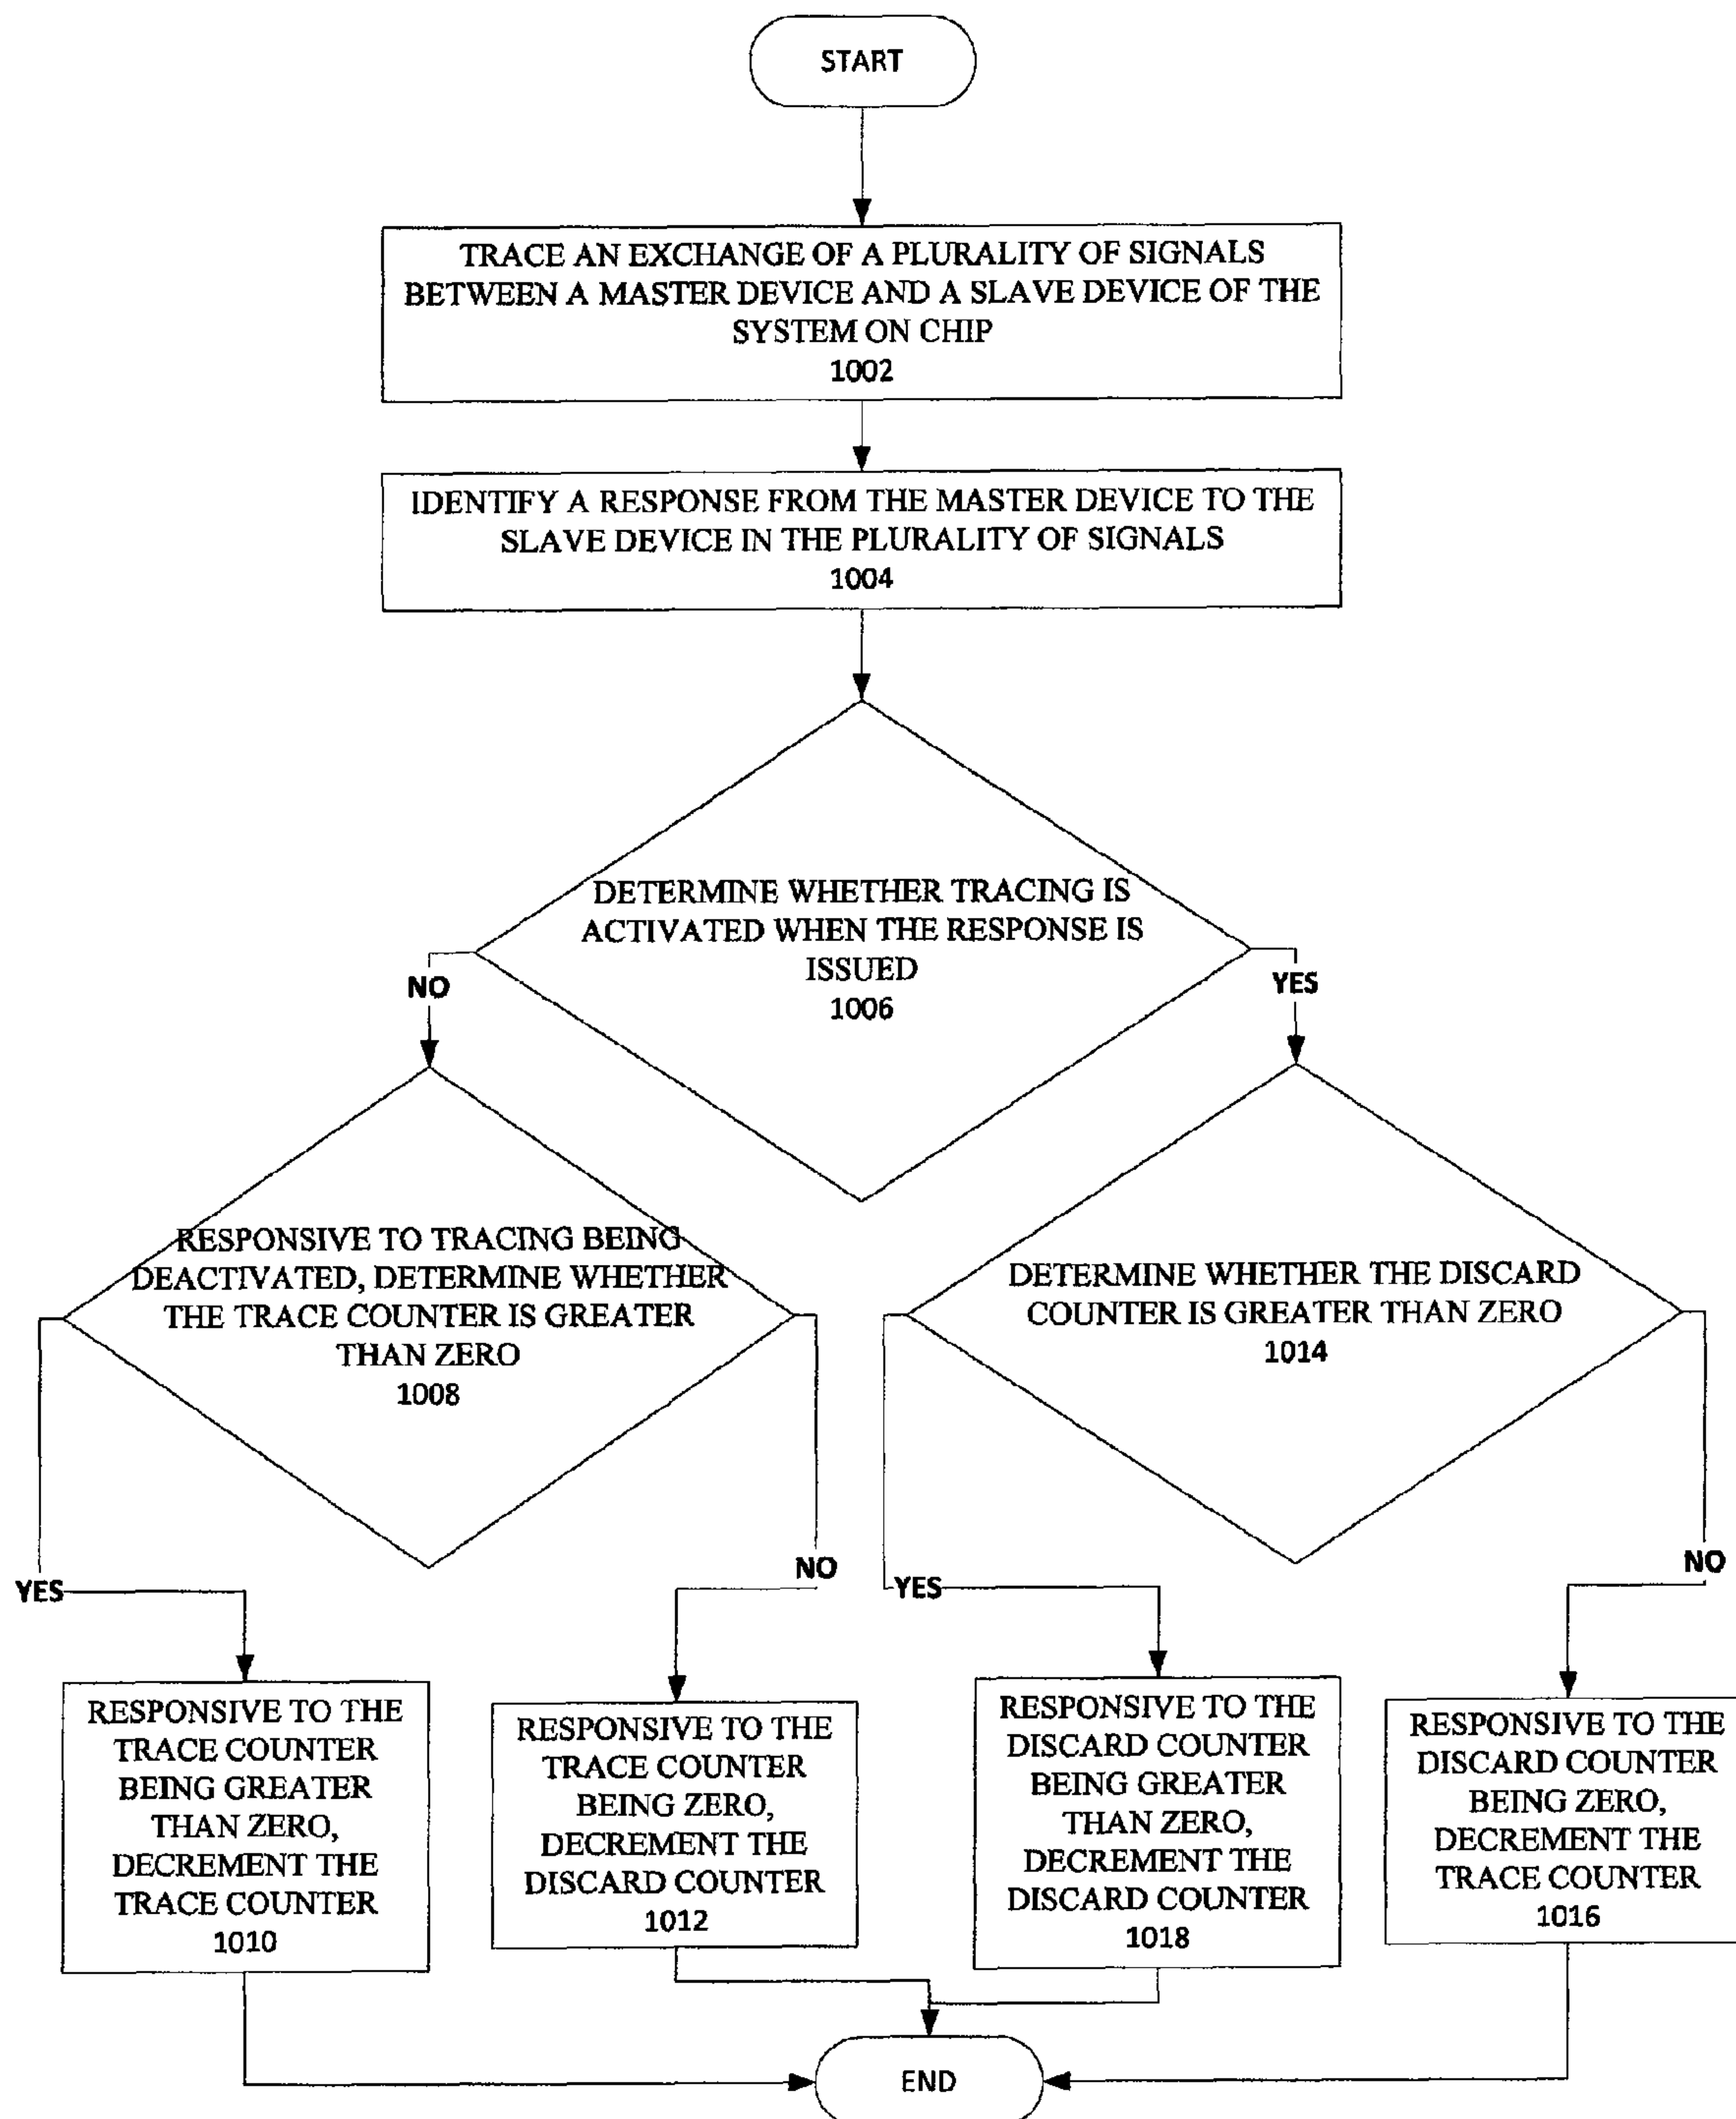 START
TRACE AN EXCHANGE OF A PLURALITY OF SIGNALS
BETWEEN A MASTER DEVICE AND A SLAVE DEVICE OF THE
SYSTEM ON CHIP
1002
IDENTIFY A RESPONSE FROM THE MASTER DEVICE TO THE
SLAVE DEVICE IN THE PLURALITY OF SIGNALS
1004
DETERMINE WHETHER TRACING IS
ACTIVATED WHEN THE RESPONSE IS
ISSUED
1006
NO
YES
RESPONSIVE TO TRACING BEING
DEACTIVATED, DETERMINE WHETHER
THE TRACE COUNTER IS GREATER
THAN ZERO
1008
DETERMINE WHETHER THE DISCARD
COUNTER IS GREATER THAN ZERO
1014
YES
NO
YES
NO
RESPONSIVE TO THE
TRACE COUNTER
BEING GREATER
THAN ZERO,
DECREMENT THE
TRACE COUNTER
1010
RESPONSIVE TO THE
TRACE COUNTER
BEING ZERO,
DECREMENT THE
DISCARD COUNTER
1012
RESPONSIVE TO THE
DISCARD COUNTER
BEING GREATER
THAN ZERO,
DECREMENT THE
DISCARD COUNTER
1018
RESPONSIVE TO THE
DISCARD COUNTER
BEING ZERO,
DECREMENT THE
TRACE COUNTER
1016
END